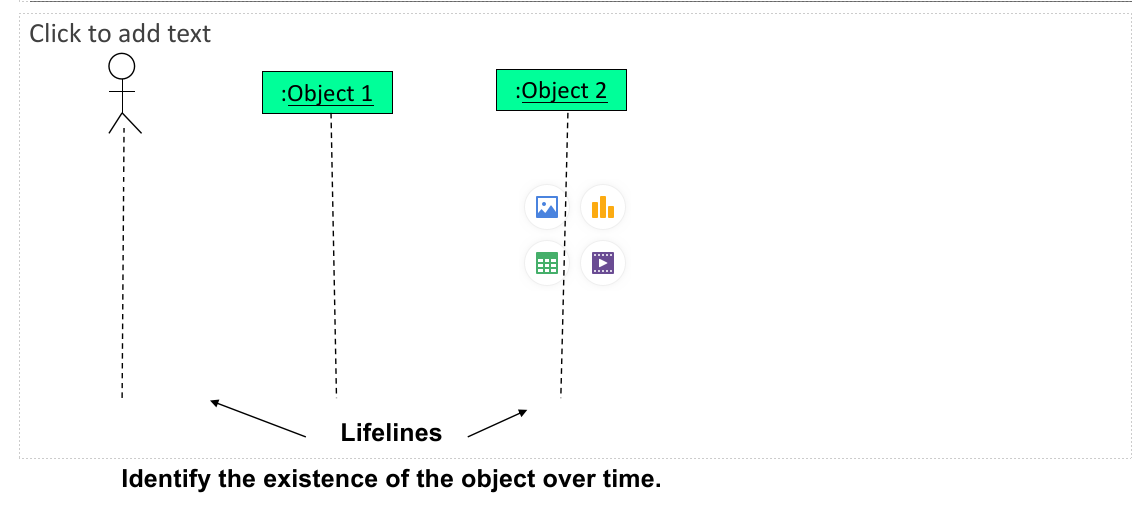 Click to add text
:Object 1
:Object 2
Lifelines
Identify the existence of the object over time.